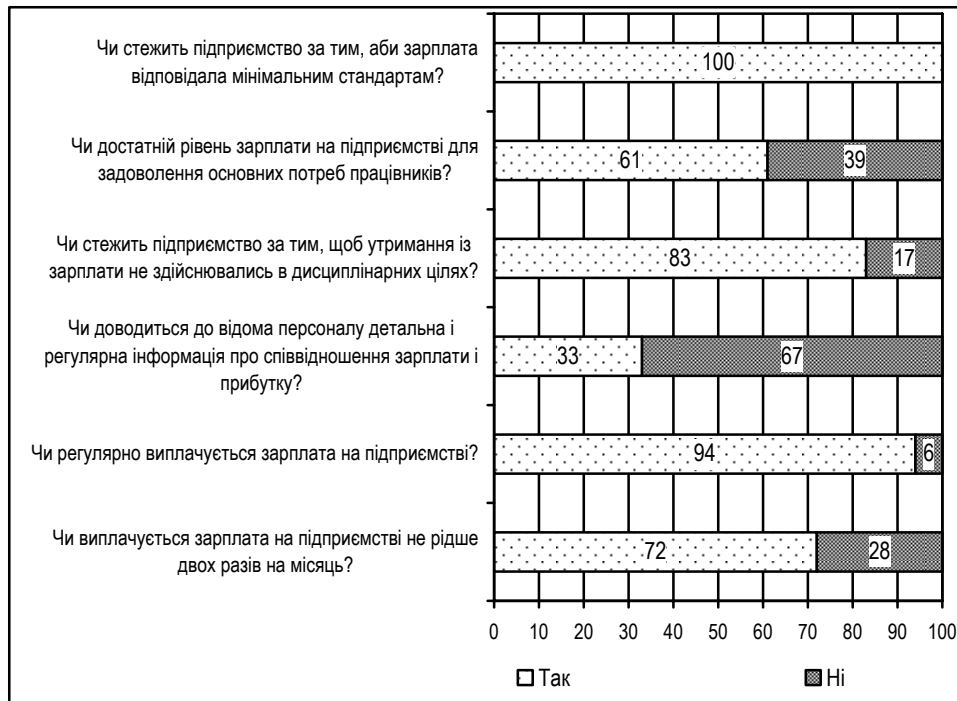 Чи стежить підприємство за тим, аби зарплата
відповідала мінімальним стандартам?
100
Чи достатній рівень зарплати на підприємстві для
задоволення основних потреб працівників?
61 39
Чи стежить підприємство за тим, щоб утримання із
зарплати не здійснювались в дисциплінарних цілях?
83 17
Чи доводиться до відома персоналу детальна і
регулярна інформація про співвідношення зарплати і
прибутку?
33 67
Чи регулярно виплачується зарплата на підприємстві?
94 6
Чи виплачується зарплата на підприємстві не рідше
двох разів на місяць?
72 28
0 10 20 30 40 50 60 70 80 90 100
Так Ні